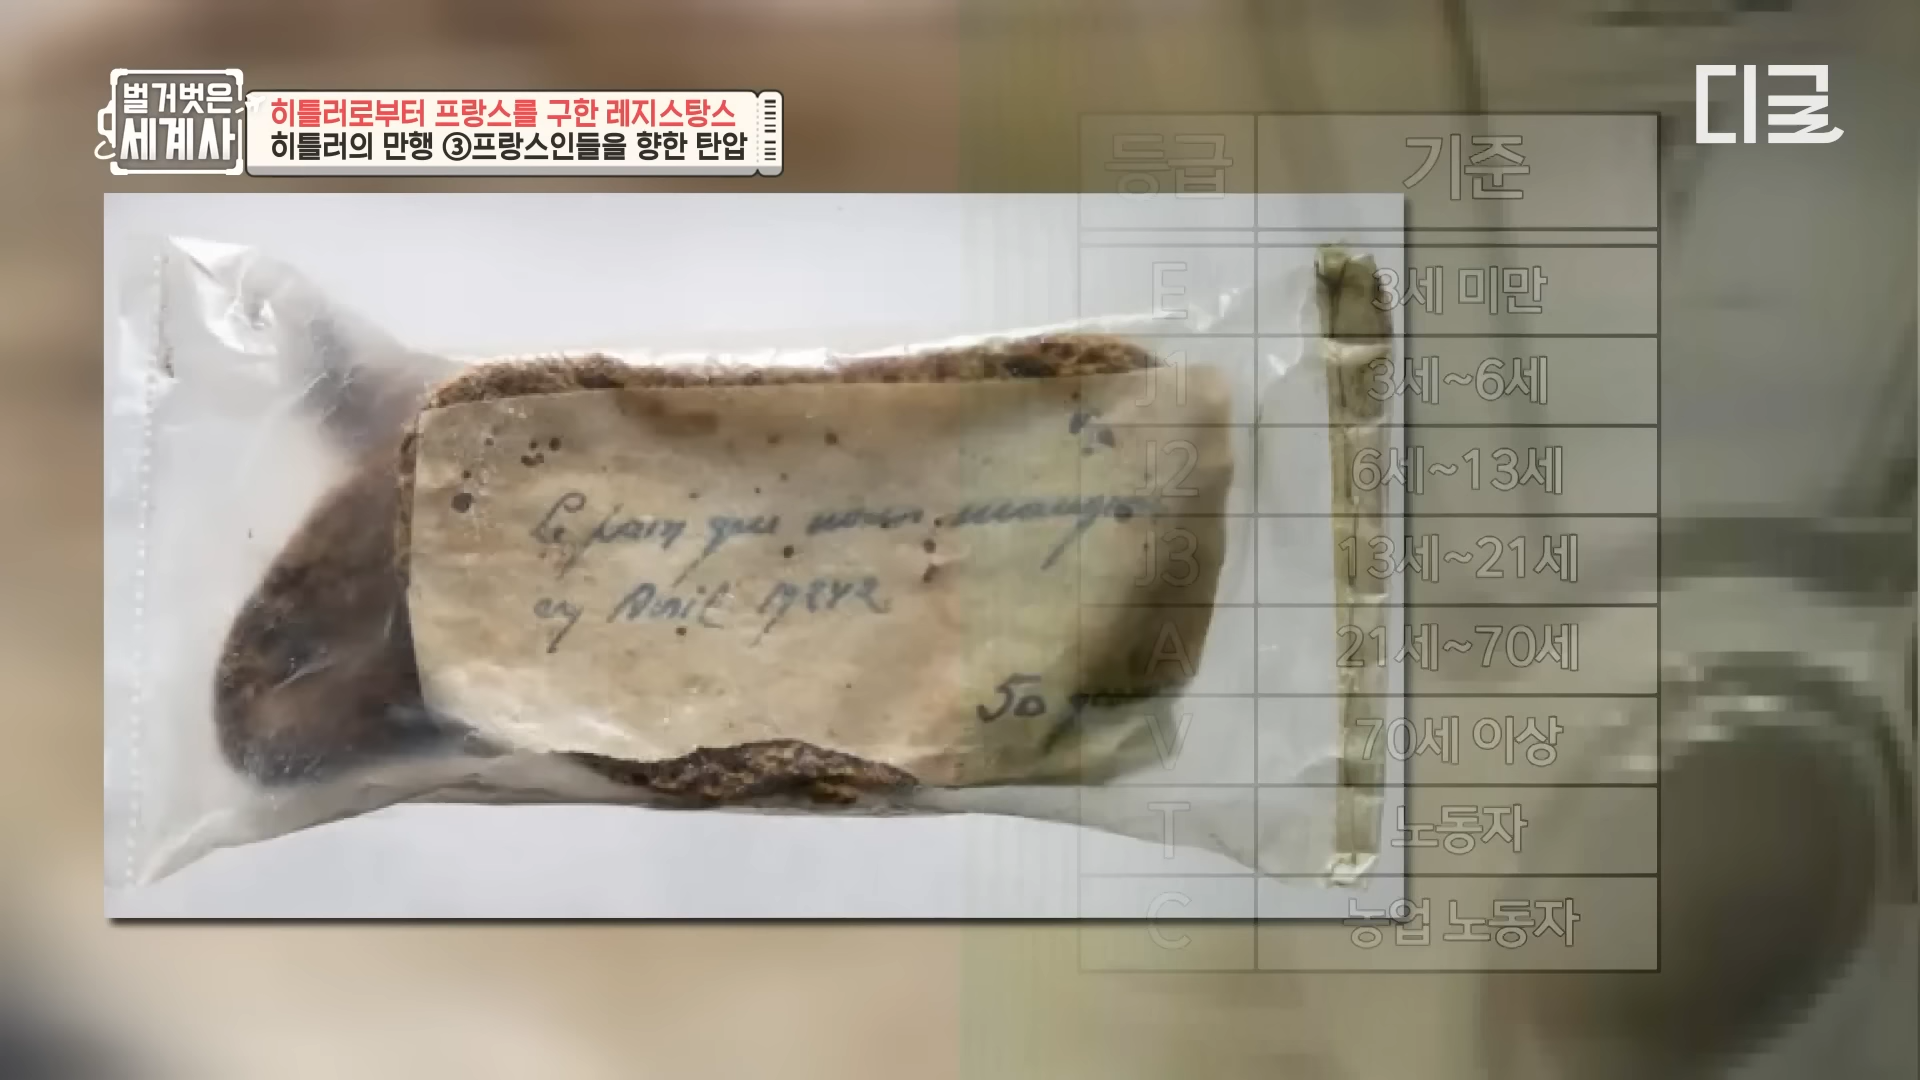 벌거벗은
세계사
히틀러로부터 프랑스를 구한 레지스탕스
히틀러의 만행 ③프랑스인들을 향한 탄압
디글
등급 기준
E 3세 미만
J1 3세~6세
J2 6세~13세
J3 13세~21세
A 21세~70세
V 70세 이상
T 노동자
C 농업 노동자
Le pain que nous
en Avril 1942
50